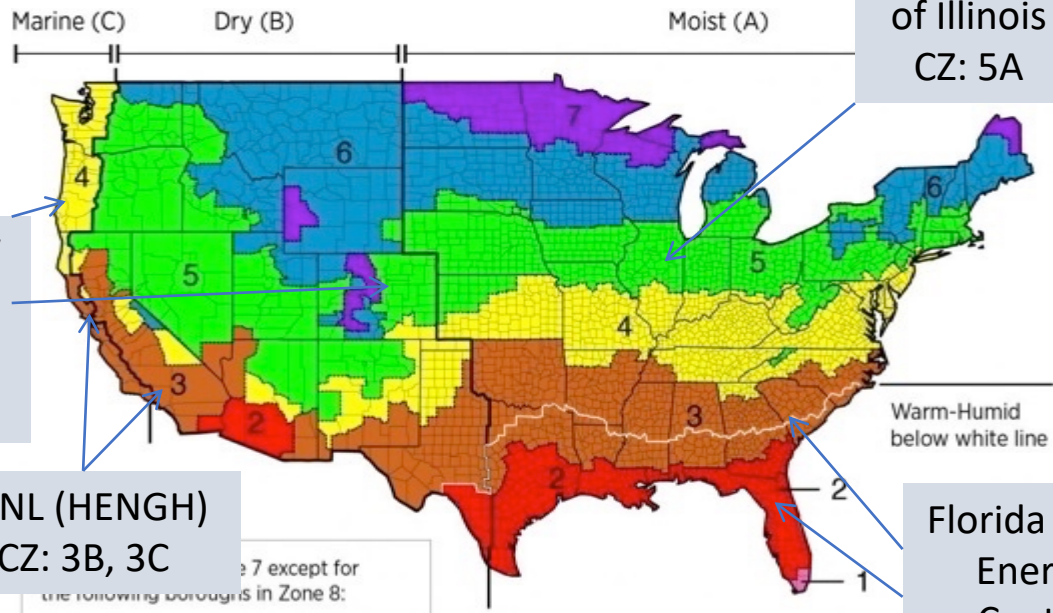 Marine (C)
Dry (B)
Moist (A)
of Illinois
CZ: 5A
7
6
6
4
5
5
4
3
3
2
2
Warm-Humid
below white line
2
1
NL (HENGH)
CZ: 3B, 3C
7 except for
the following boroughs in Zone 8:
Florida